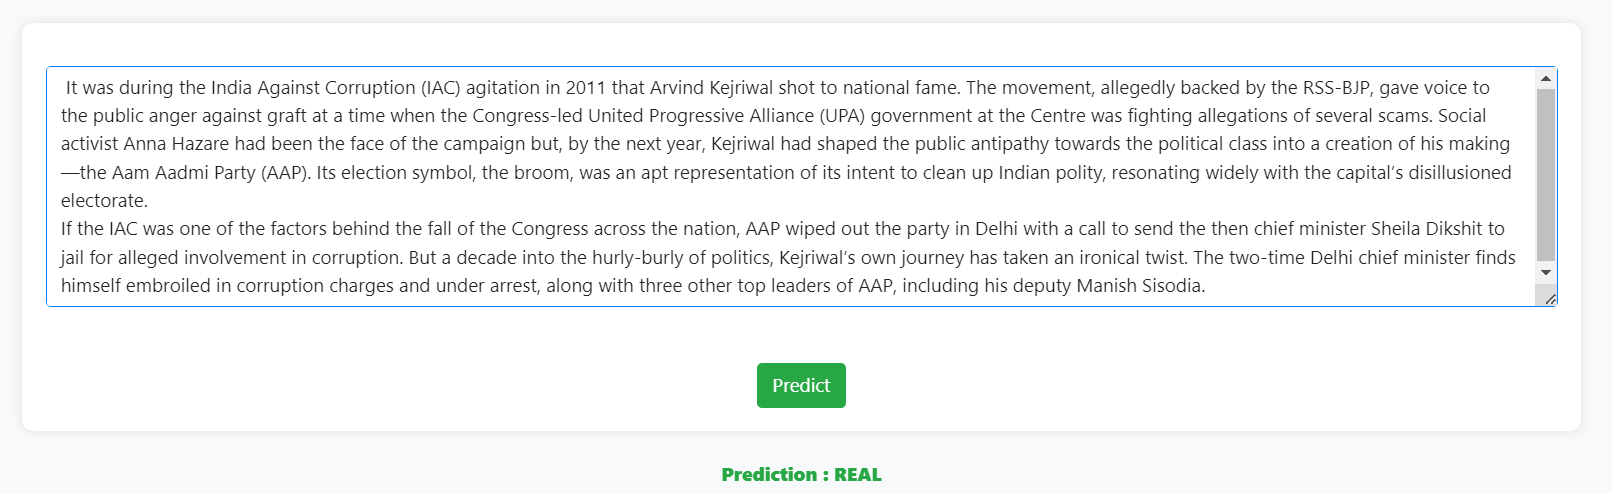 It was during the India Against Corruption (IAC) agitation in 2011 that Arvind Kejriwal shot to national fame. The movement, allegedly backed by the RSS-BJP, gave voice to
the public anger against graft at a time when the Congress-led United Progressive Alliance (UPA) government at the Centre was fighting allegations of several scams. Social
activist Anna Hazare had been the face of the campaign but, by the next year, Kejriwal had shaped the public antipathy towards the political class into a creation of his making
—the Aam Aadmi Party (AAP). Its election symbol, the broom, was an apt representation of its intent to clean up Indian polity, resonating widely with the capital’s disillusioned
electorate.
If the IAC was one of the factors behind the fall of the Congress across the nation, AAP wiped out the party in Delhi with a call to send the then chief minister Sheila Dikshit to
jail for alleged involvement in corruption. But a decade into the hurly-burly of politics, Kejriwal’s own journey has taken an ironical twist. The two-time Delhi chief minister finds
himself embroiled in corruption charges and under arrest, along with three other top leaders of AAP, including his deputy Manish Sisodia.
Predict
Prediction : REAL